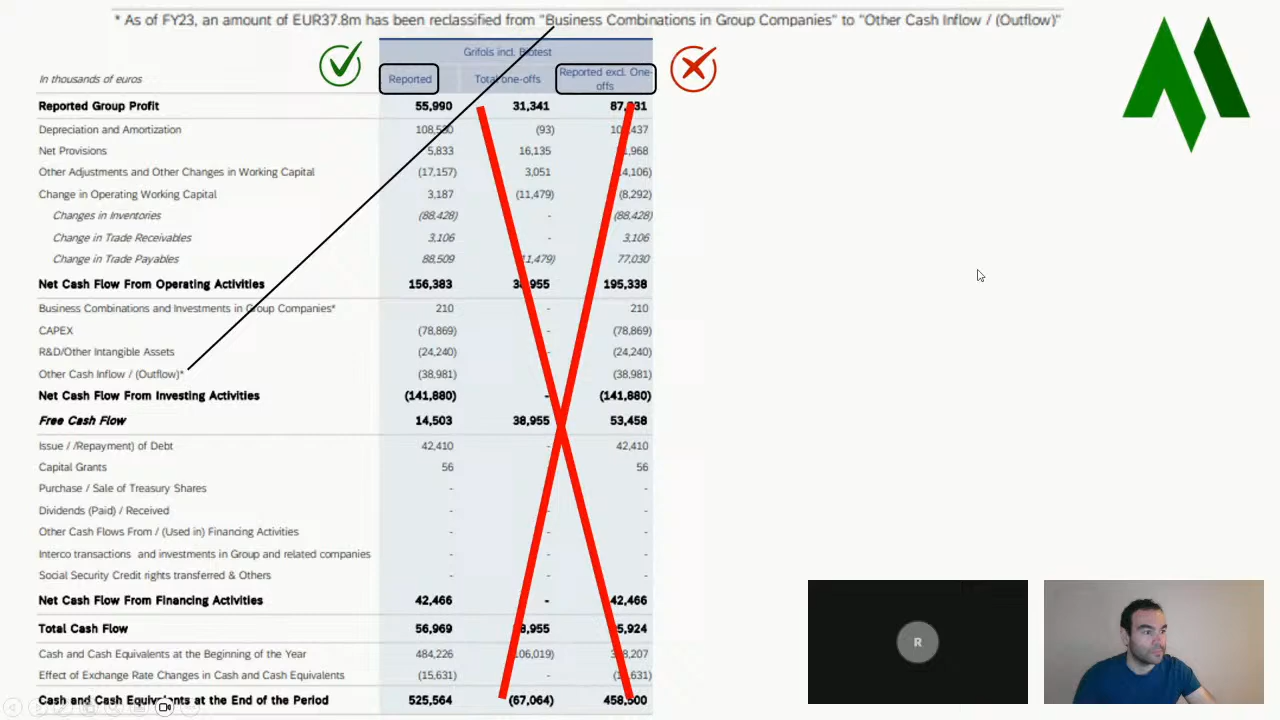 * As of FY23, an amount of EUR37.8m has been reclassified from "Business Combinations in Group Companies" to "Other Cash Inflow / (Outflow)"
Grifols incl. Biotest
In thousands of euros Reported Total one-offs Reported excl. One-offs
Reported Group Profit 55,990 31,341
Depreciation and Amortization (93)
Net Provisions 5,833 16,135
Other Adjustments and Other Changes in Working Capital (17,157) 3,051
Change in Operating Working Capital 3,187 (11,479) (8,292)
Changes in Inventories (88,428) - (88,428)
Change in Trade Receivables 3,106 - 3,106
Change in Trade Payables 88,509 77,030
Net Cash Flow From Operating Activities 156,383 195,338
Business Combinations and Investments in Group Companies* 210 - 210
CAPEX (78,869) - (78,869)
R&D/Other Intangible Assets (24,240) - (24,240)
Other Cash Inflow / (Outflow)* (38,981) - (38,981)
Net Cash Flow From Investing Activities (141,880) - (141,880)
Free Cash Flow 14,503 38,955 53,458
Issue / /Repayment) of Debt 42,410 - 42,410
Capital Grants 56 - 56
Purchase / Sale of Treasury Shares - - -
Dividends (Paid) / Received - - -
Other Cash Flows From / (Used in) Financing Activities - - -
Interco transactions and investments in Group and related companies - - -
Social Security Credit rights transferred & Others - - -
Net Cash Flow From Financing Activities 42,466 - 42,466
Total Cash Flow 56,969
Cash and Cash Equivalents at the Beginning of the Year 484,226
Effect of Exchange Rate Changes in Cash and Cash Equivalents (15,631) -
Cash and Cash Equivalents at the End of the Period 525,564 (67,064)
R